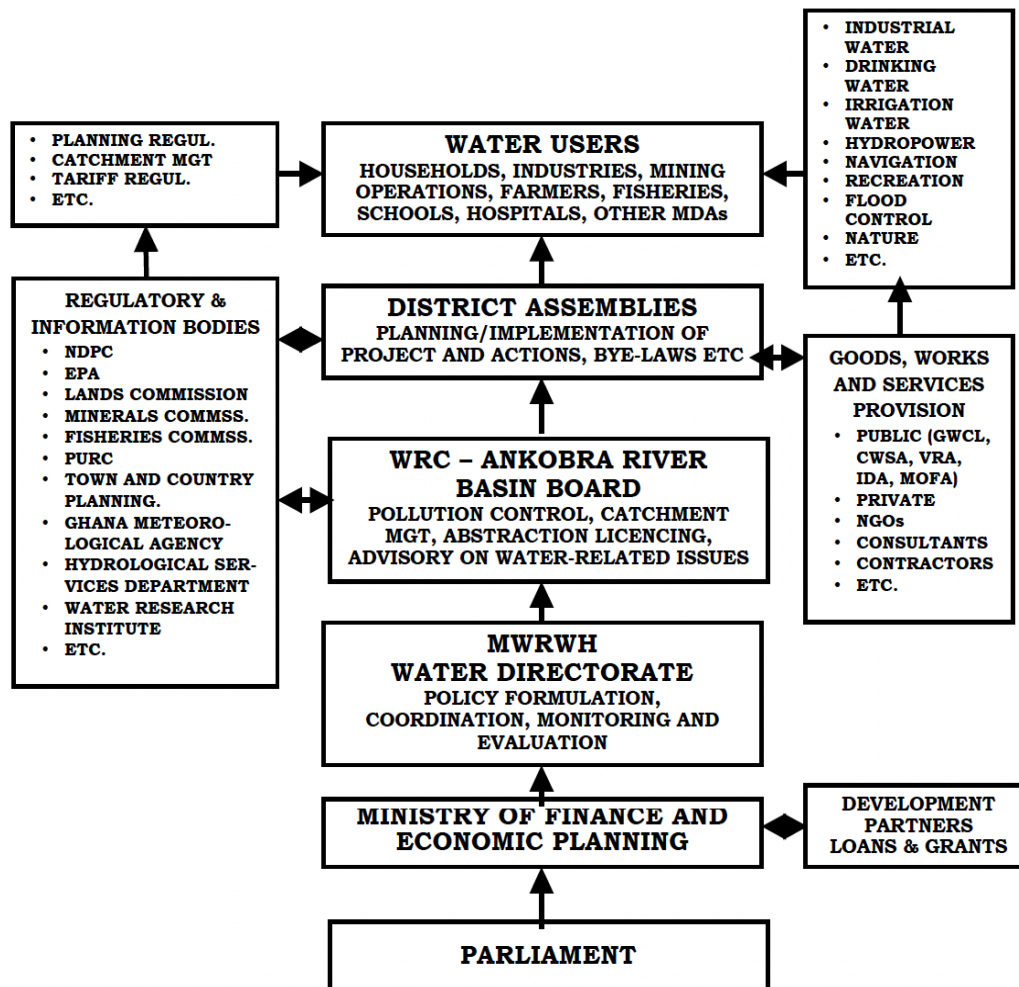 • INDUSTRIAL
WATER
• DRINKING
WATER
• IRRIGATION
WATER
• HYDROPOWER
• NAVIGATION
• RECREATION
• FLOOD
CONTROL
• NATURE
• ETC.
• PLANNING REGUL.
• CATCHMENT MGT
• TARIFF REGUL.
• ETC.
WATER USERS
HOUSEHOLDS, INDUSTRIES, MINING
OPERATIONS, FARMERS, FISHERIES,
SCHOOLS, HOSPITALS, OTHER MDAs
REGULATORY &
INFORMATION BODIES
• NDPC
• EPA
• LANDS COMMISSION
• MINERALS COMMSS.
• FISHERIES COMMSS.
• PURC
• TOWN AND COUNTRY
PLANNING.
• GHANA METEORO-
LOGICAL AGENCY
• HYDROLOGICAL SER-
VICES DEPARTMENT
• WATER RESEARCH
INSTITUTE
• ETC.
DISTRICT ASSEMBLIES
PLANNING/IMPLEMENTATION OF
PROJECT AND ACTIONS, BYE-LAWS ETC
GOODS, WORKS
AND SERVICES
PROVISION
• PUBLIC (GWCL,
CWSA, VRA,
IDA, MOFA)
• PRIVATE
• NGOs
• CONSULTANTS
• CONTRACTORS
• ETC.
WRC – ANKOBRA RIVER
BASIN BOARD
POLLUTION CONTROL, CATCHMENT
MGT, ABSTRACTION LICENCING,
ADVISORY ON WATER-RELATED ISSUES
MWRWH
WATER DIRECTORATE
POLICY FORMULATION,
COORDINATION, MONITORING AND
EVALUATION
MINISTRY OF FINANCE AND
ECONOMIC PLANNING
DEVELOPMENT
PARTNERS
LOANS & GRANTS
PARLIAMENT